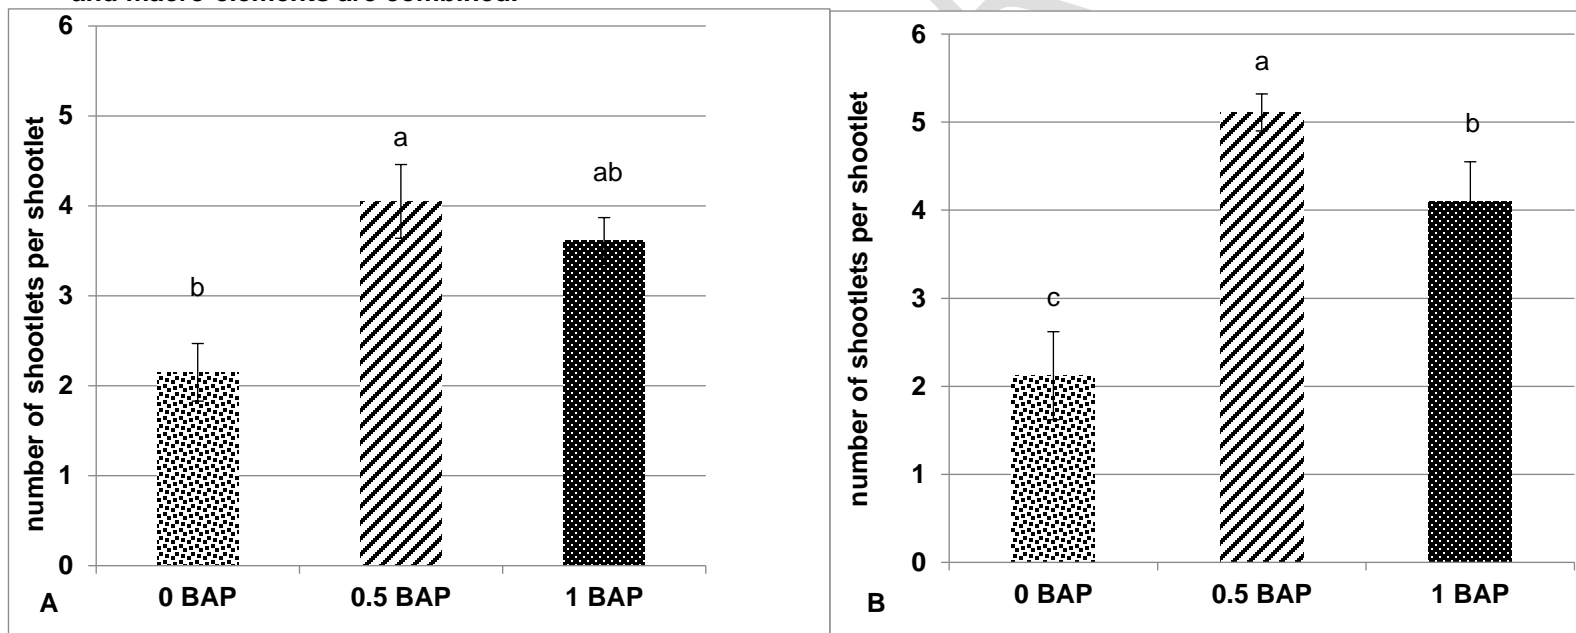 and macro-elements are combined.
6
5
4
3
2
1
0
number of shootlets per shootlet
b
a
ab
0 BAP
0.5 BAP
1 BAP
A
6
5
4
3
2
1
0
number of shootlets per shootlet
c
a
b
0 BAP
0.5 BAP
1 BAP
B